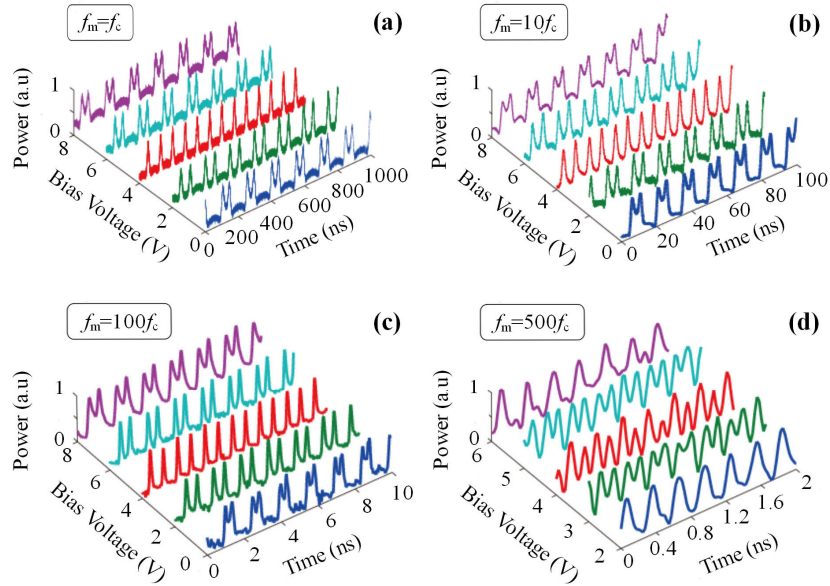 fm=fc
(a)
Power (a.u)
1
0
8
6
4
2
0
Bias Voltage (V)
0
200
400
600
800
1000
Time (ns)
fm=10fc
(b)
Power (a.u)
1
0
8
6
4
2
0
Bias Voltage (V)
0
20
40
60
80
100
Time (ns)
fm=100fc
(c)
Power (a.u)
1
0
8
6
4
2
0
Bias Voltage (V)
0
2
4
6
8
10
Time (ns)
fm=500fc
(d)
Power (a.u)
1
0
6
5
4
3
2
Bias Voltage (V)
0
0.4
0.8
1.2
1.6
2
Time (ns)